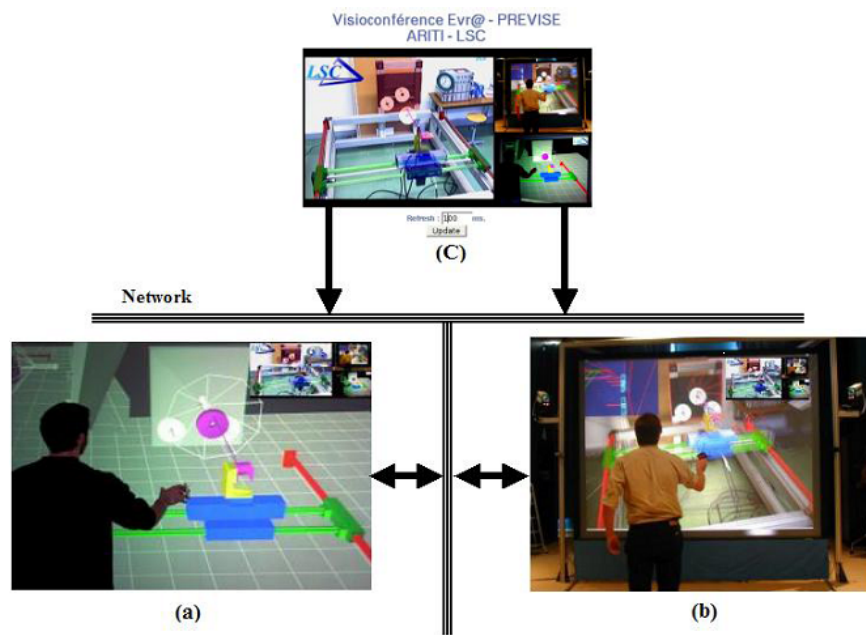 Visioconférence Evr@ - PREVISE
ARITI - LSC
LSC
Refresh : 100 ms.
Update
(C)
Network
(a)
(b)